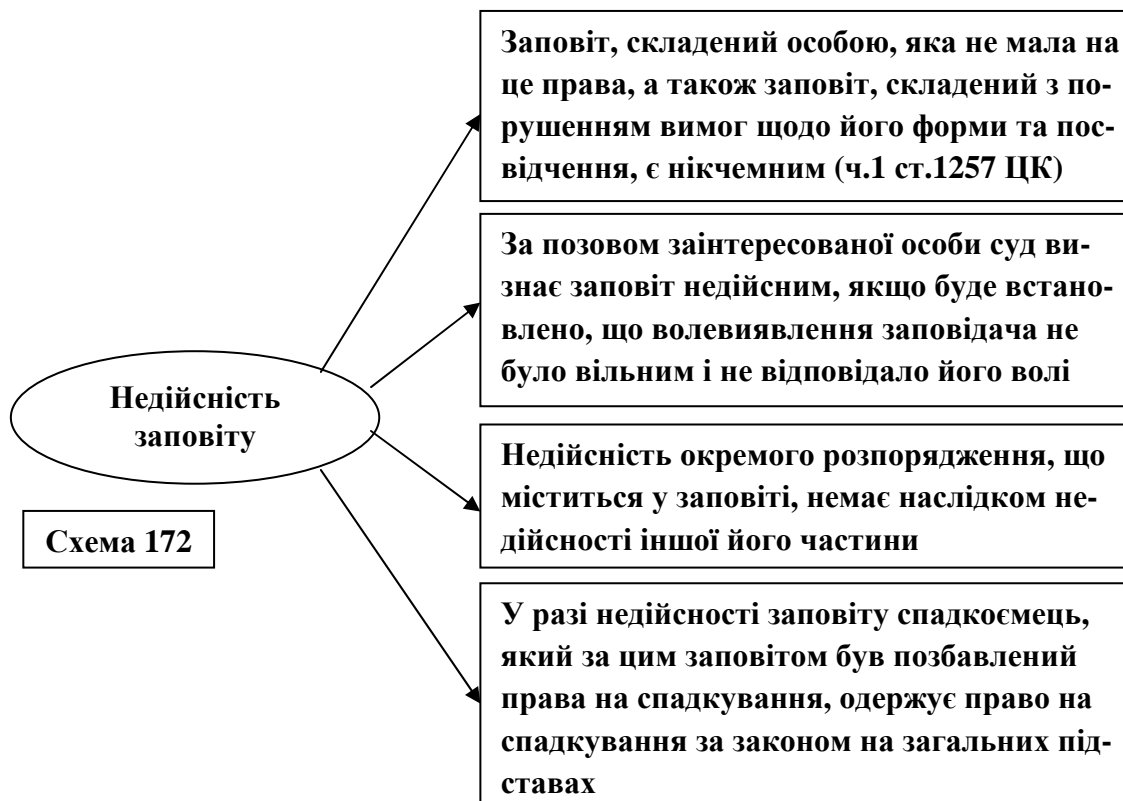 Заповіт, складений особою, яка не мала на
це права, а також заповіт, складений з по-
рушенням вимог щодо його форми та пос-
відчення, є нікчемним (ч.1 ст.1257 ЦК)
За позовом заінтересованої особи суд ви-
знає заповіт недійсним, якщо буде встано-
влено, що волевиявлення заповідача не
було вільним і не відповідало його волі
Недійсність
заповіту
Недійсність окремого розпорядження, що
міститься у заповіті, немає наслідком не-
дійсності іншої його частини
Схема 172
У разі недійсності заповіту спадкоємець,
який за цим заповітом був позбавлений
права на спадкування, одержує право на
спадкування за законом на загальних під-
ставах